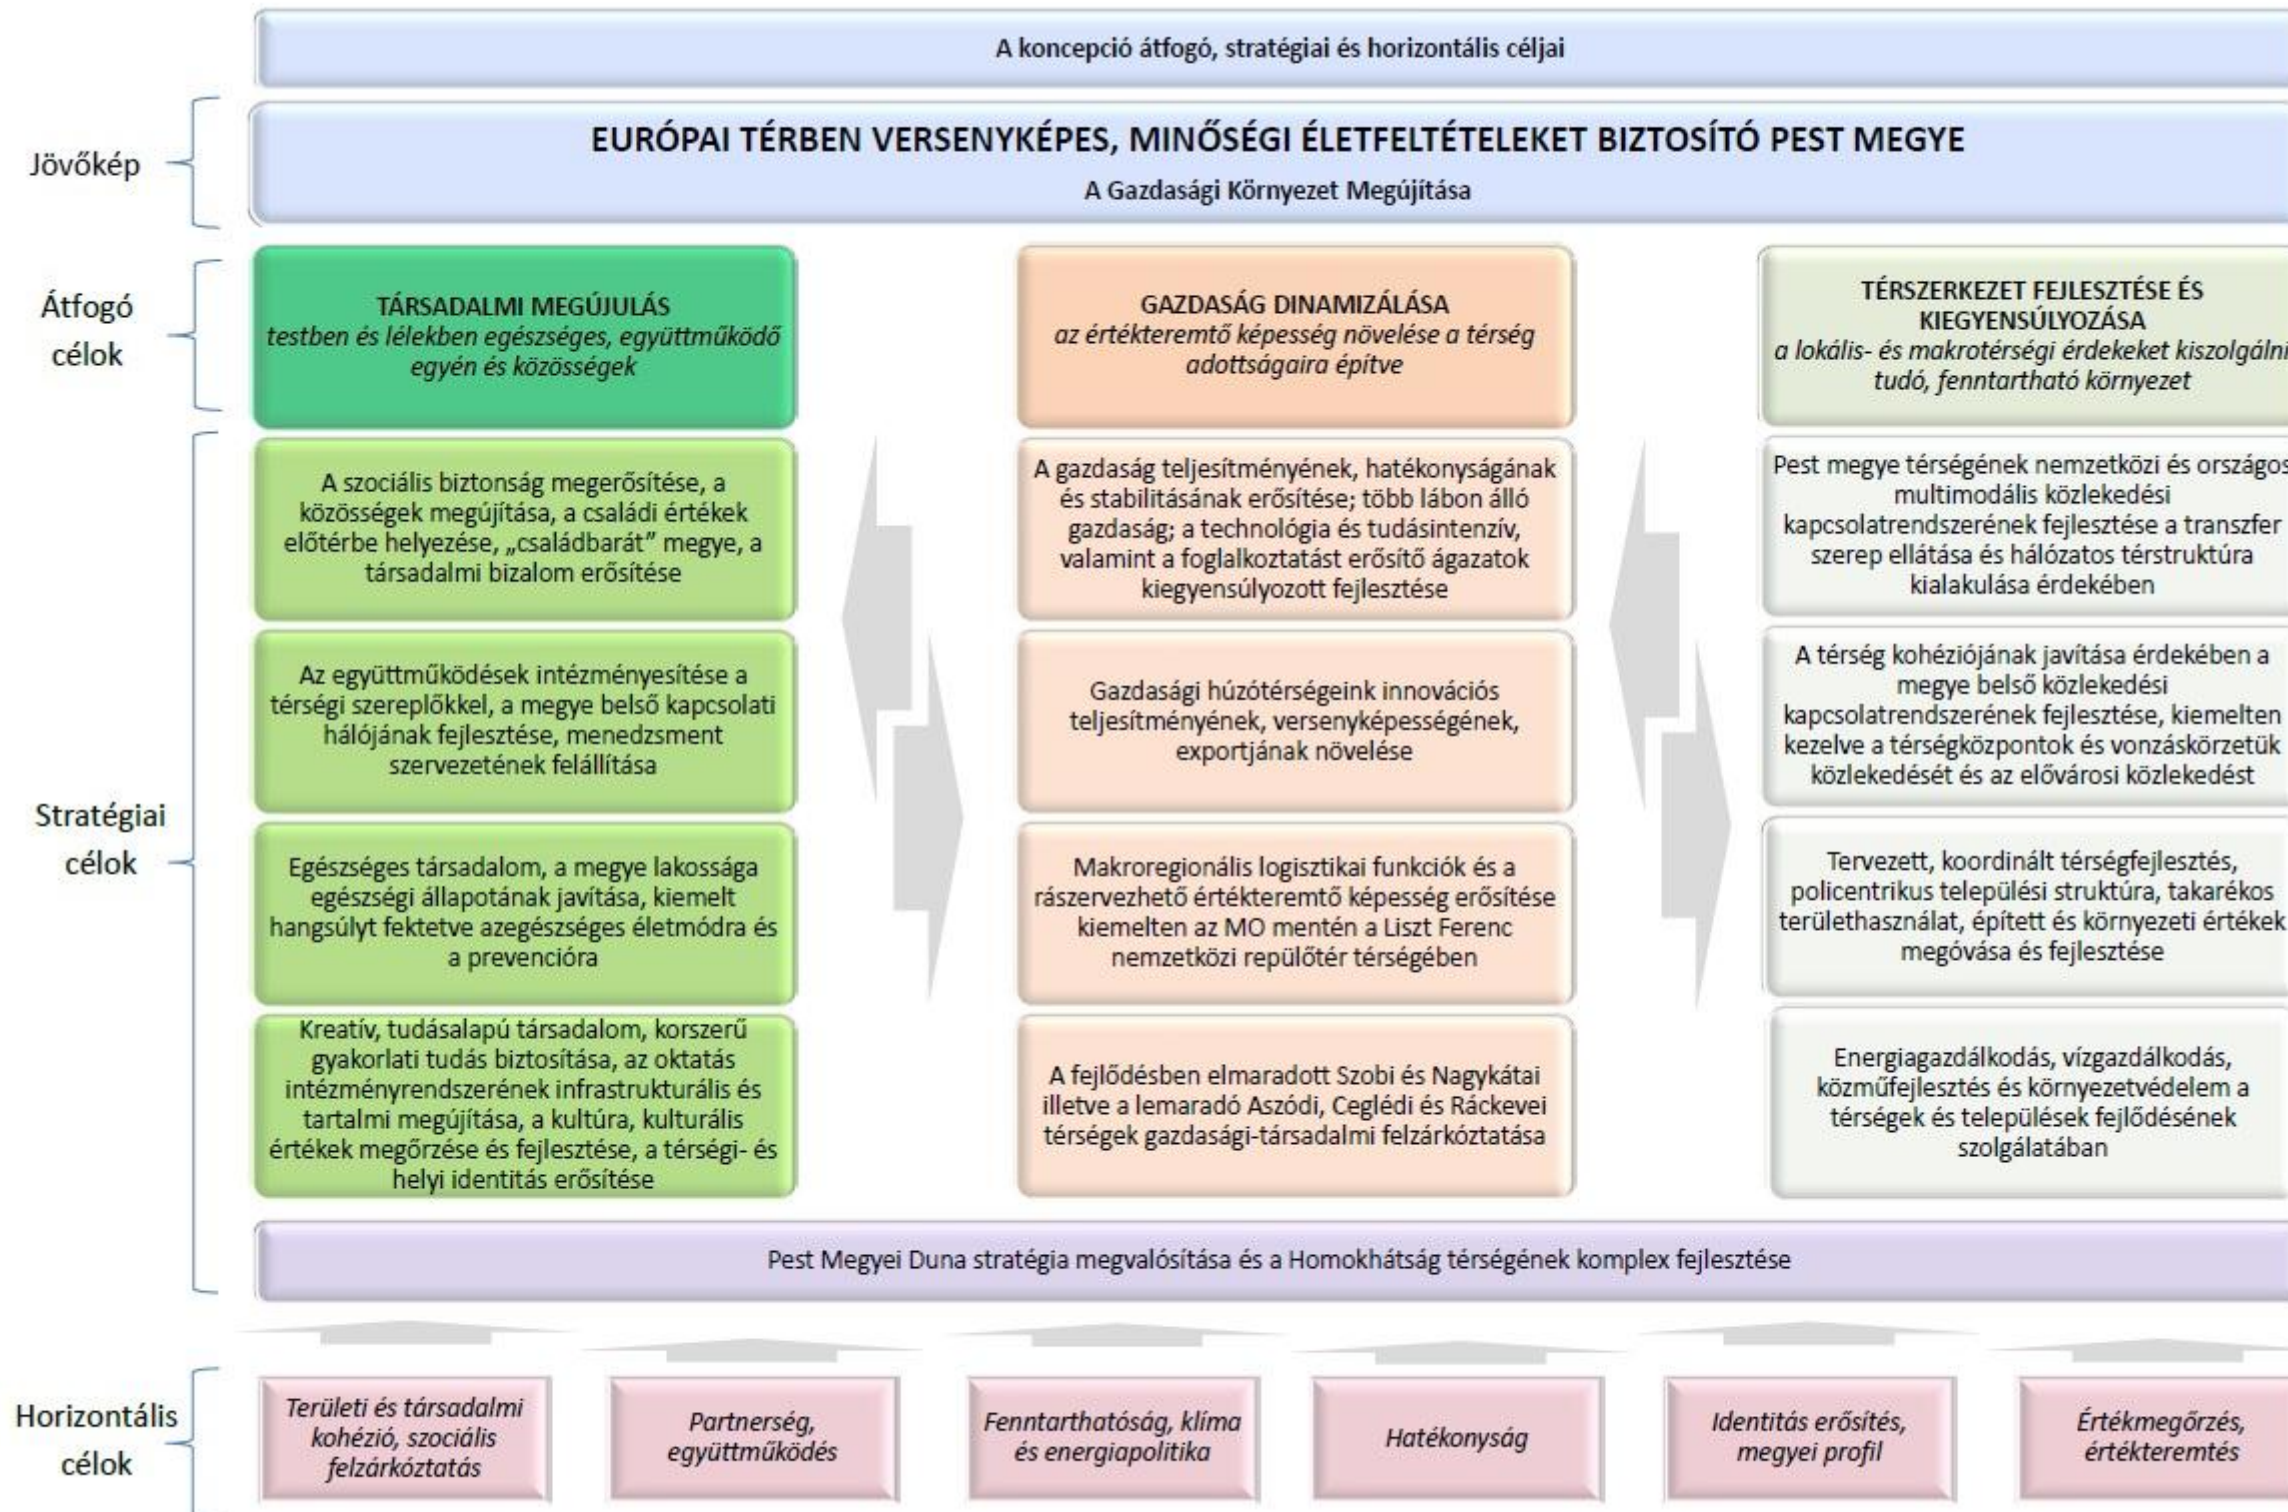 A koncepció átfogó, stratégiai és horizontális céljai
Jövőkép
EURÓPAI TÉRBEN VERSENYKÉPES, MINŐSÉGI ÉLETFELTÉTELEKET BIZTOSÍTÓ PEST MEGYE
A Gazdasági Környezet Megújítása
Átfogó
célok
TÁRSADALMI MEGÚJULÁS
testben és lélekben egészséges, együttműködő
egyén és közösségek
GAZDASÁG DINAMIZÁLÁSA
az értékteremtő képesség növelése a térség
adottságaira építve
TÉRSZERKEZET FEJLESZTÉSE ÉS
KIEGYENSÚLYOZÁSA
a lokális- és makrotérségi érdekeket kiszolgálni
tudó, fenntartható környezet
Stratégiai
célok
A szociális biztonság megerősítése, a
közösségek megújítása, a családi értékek
előtérbe helyezése, „családbarát” megye, a
társadalmi bizalom erősítése
Az együttműködések intézményesítése a
térségi szereplőkkel, a megye belső kapcsolati
hálójának fejlesztése, menedzsment
szervezetének felállítása
Egészséges társadalom, a megye lakossága
egészségi állapotának javítása, kiemelt
hangsúlyt fektetve azegészséges életmódra és
a prevencióra
Kreatív, tudásalapú társadalom, korszerű
gyakorlati tudás biztosítása, az oktatás
intézményrendszerének infrastrukturális és
tartalmi megújítása, a kultúra, kulturális
értékek megőrzése és fejlesztése, a térségi- és
helyi identitás erősítése
A gazdaság teljesítményének, hatékonyságának
és stabilitásának erősítése; több lábon álló
gazdaság; a technológia és tudásintenzív,
valamint a foglalkoztatást erősítő ágazatok
kiegyensúlyozott fejlesztése
Gazdasági húzótérségeink innovációs
teljesítményének, versenyképességének,
exportjának növelése
Makroregionális logisztikai funkciók és a
rászervezhető értékteremtő képesség erősítése
kiemelten az MO mentén a Liszt Ferenc
nemzetközi repülőtér térségében
A fejlődésben elmaradott Szobi és Nagykátai
illetve a lemaradó Aszódi, Ceglédi és Ráckevei
térségek gazdasági-társadalmi felzárkóztatása
Pest megye térségének nemzetközi és országos
multimodális közlekedési
kapcsolatrendszerének fejlesztése a transzfer
szerep ellátása és hálózatos térstruktúra
kialakulása érdekében
A térség kohéziójának javítása érdekében a
megye belső közlekedési
kapcsolatrendszerének fejlesztése, kiemelten
kezelve a térségközpontok és vonzáskörzetük
közlekedését és az elővárosi közlekedést
Tervezett, koordinált térségfejlesztés,
policentrikus települési struktúra, takarékos
területhasználat, épített és környezeti értékek
megóvása és fejlesztése
Energiagazdálkodás, vízgazdálkodás,
közműfejlesztés és környezetvédelem a
térségek és települések fejlődésének
szolgálatában
Pest Megyei Duna stratégia megvalósítása és a Homokhátság térségének komplex fejlesztése
Horizontális
célok
Területi és társadalmi
kohézió, szociális
felzárkóztatás
Partnerség,
együttműködés
Fenntarthatóság, klíma
és energiapolitika
Hatékonyság
Identitás erősítés,
megyei profil
Értékmegőrzés,
értékteremtés